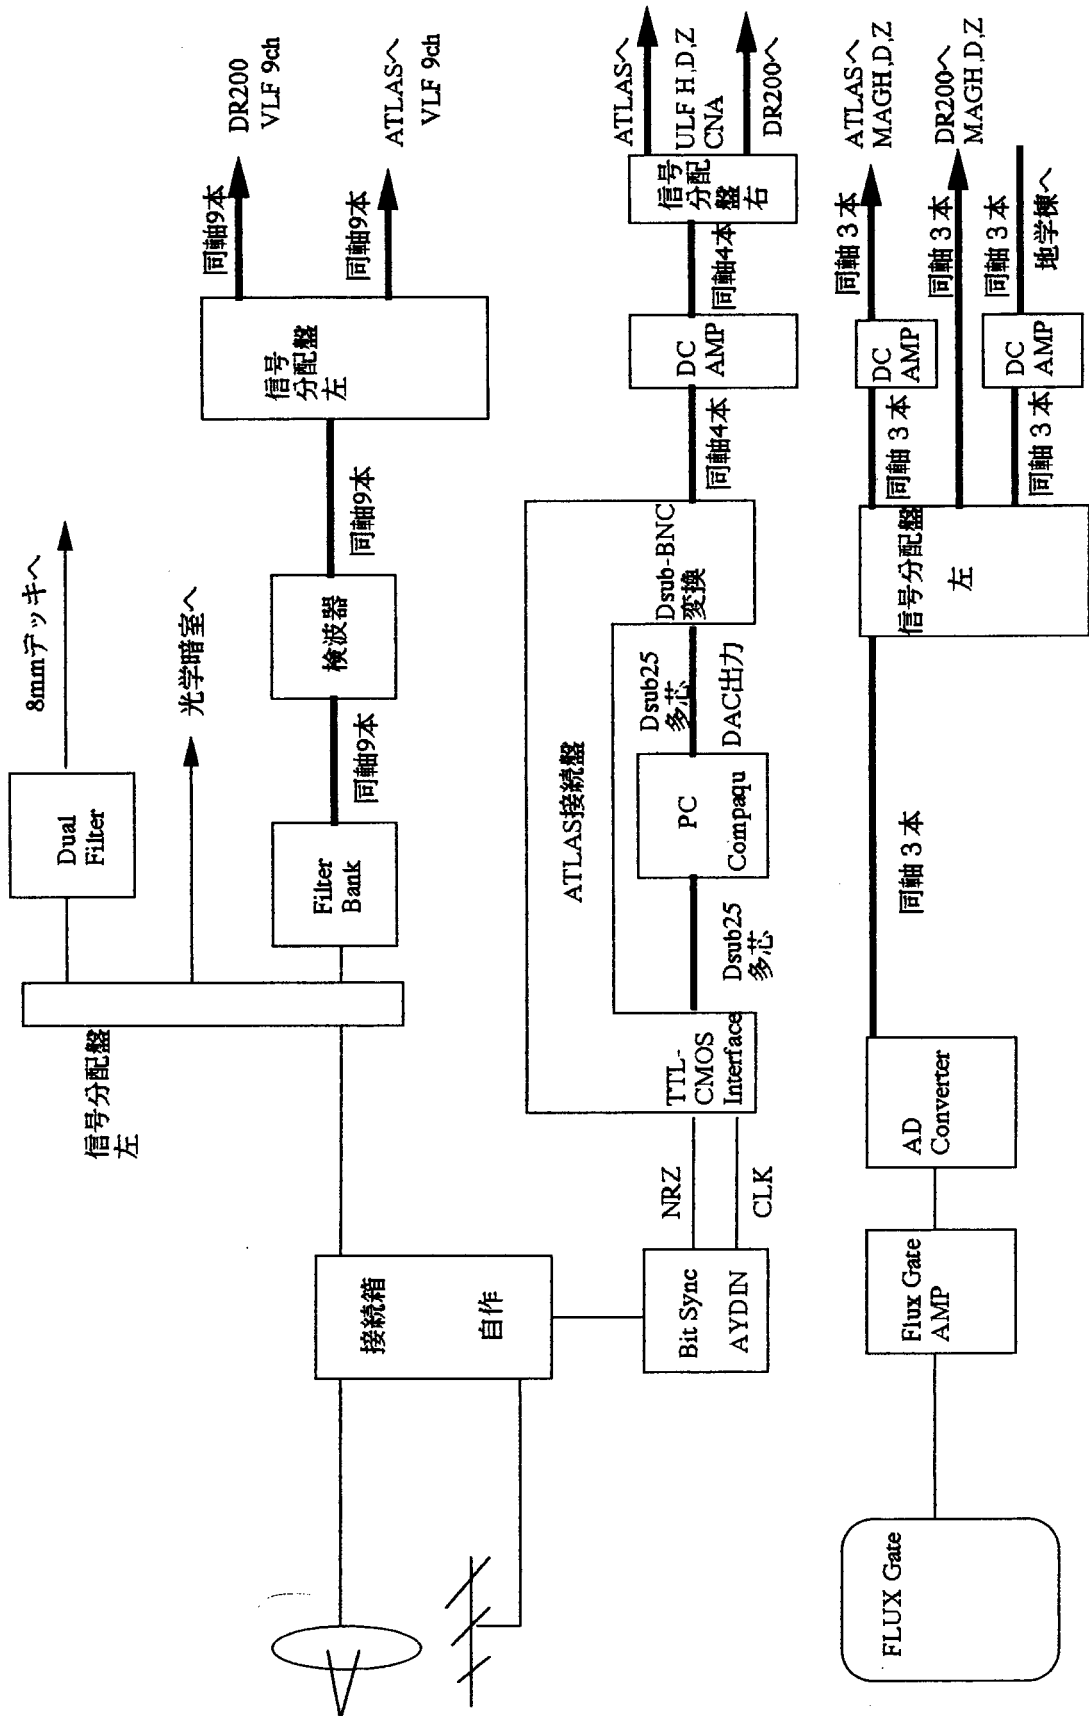 8mmデッキへ
Dual
Filter
光学暗室へ
信号分配盤
左
Filter
Bank
同軸9本
検波器
同軸9本
信号
分配盤
左
同軸9本
DR200
VLF 9ch
同軸9本
ATLASへ
VLF 9ch
接続箱
自作
Bit Sync
AYDIN
NRZ
CLK
ATLAS接続盤
TTL-
CMOS
Interface
Dsub25
多芯
PC
Compaqu
Dsub25
多芯
DAC出力
Dsub-BNC
変換
同軸4本
DC
AMP
同軸4本
信号
分配
盤
右
ATLASへ
ULF H,D,Z
CNA
DR200へ
FLUX Gate
Flux Gate
AMP
AD
Converter
同軸３本
信号分配盤
左
同軸３本
DC
AMP
同軸３本
ATLASへ
MAGH,D,Z
同軸３本
DR200へ
MAGH,D,Z
同軸３本
DC
AMP
同軸３本
地学棟へ